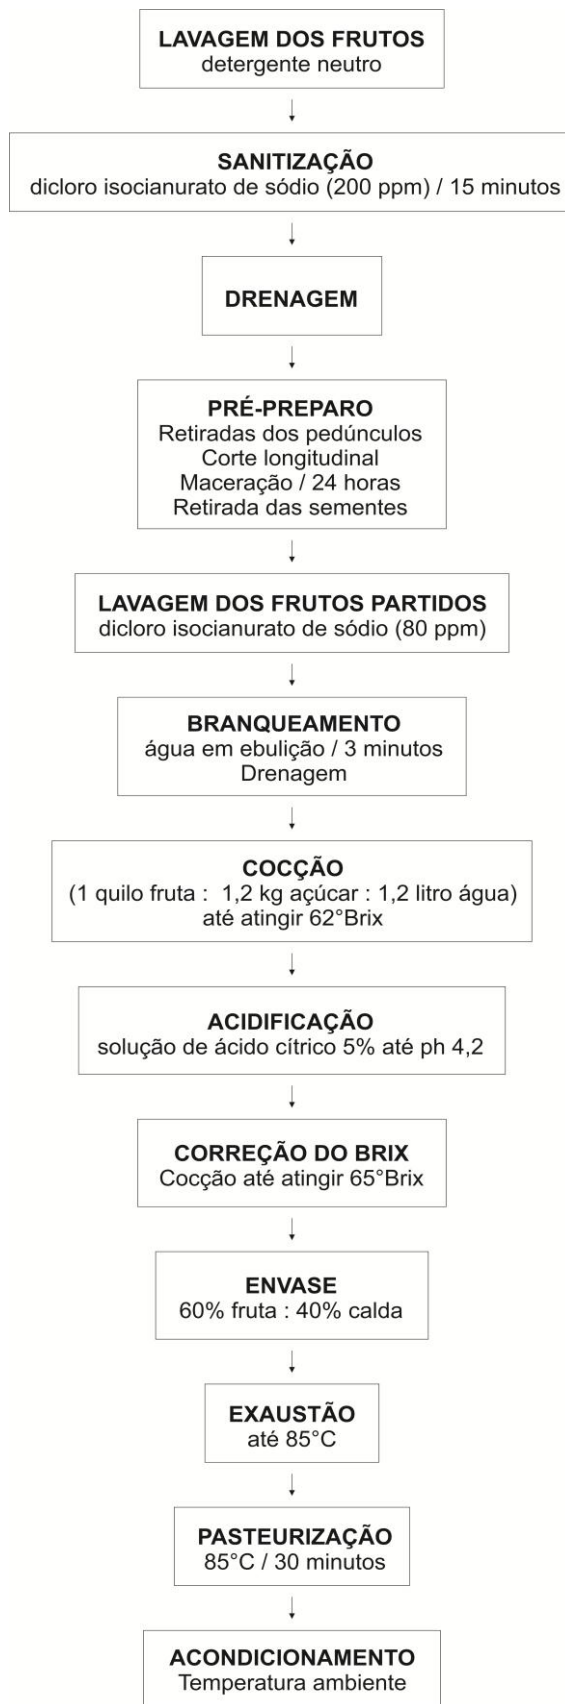 LAVAGEM DOS FRUTOS
detergente neutro
SANITIZAÇÃO
dicloro isocianurato de sódio (200 ppm) / 15 minutos
DRENAGEM
PRÉ-PREPARO
Retiradas dos pedúnculos
Corte longitudinal
Maceração / 24 horas
Retirada das sementes
LAVAGEM DOS FRUTOS PARTIDOS
dicloro isocianurato de sódio (80 ppm)
BRANQUEAMENTO
água em ebulição / 3 minutos
Drenagem
COCÇÃO
(1 quilo fruta : 1,2 kg açúcar : 1,2 litro água)
até atingir 62°Brix
ACIDIFICAÇÃO
solução de ácido cítrico 5% até ph 4,2
CORREÇÃO DO BRIX
Cocção até atingir 65°Brix
ENVASE
60% fruta : 40% calda
EXAUSTÃO
até 85°C
PASTEURIZAÇÃO
85°C / 30 minutos
ACONDICIONAMENTO
Temperatura ambiente